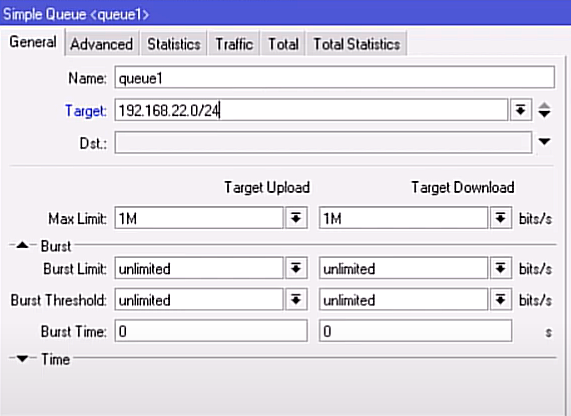 Simple Queue <queue1>
General Advanced Statistics Traffic Total Total Statistics
Name: queue1
Target: 192.168.22.0/24
Dst.:
Target Upload Target Download
Max Limit: 1M 1M bits/s
Burst
Burst Limit: unlimited unlimited bits/s
Burst Threshold: unlimited unlimited bits/s
Burst Time: 0 0 s
Time